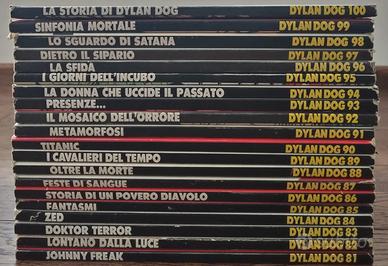 LA STORIA DI DYLAN DOG DYLAN DOG 100
SINFONIA MORTALE DYLAN DOG 99
LO SGUARDO DI SATANA DYLAN DOG 98
DIETRO IL SIPARIO DYLAN DOG 97
LA SFIDA DYLAN DOG 96
I GIORNI DELL'INCUBO DYLAN DOG 95
LA DONNA CHE UCCIDE IL PASSATO DYLAN DOG 94
PRESENZE... DYLAN DOG 93
IL MOSAICO DELL'ORRORE DYLAN DOG 92
METAMORFOSI DYLAN DOG 91
TITANIC DYLAN DOG 90
I CAVALIERI DEL TEMPO DYLAN DOG 89
OLTRE LA MORTE DYLAN DOG 88
FESTE DI SANGUE DYLAN DOG 87
STORIA DI UN POVERO DIAVOLO DYLAN DOG 86
FANTASMI DYLAN DOG 85
ZED DYLAN DOG 84
DOKTOR TERROR DYLAN DOG 83
LONTANO DALLA LUCE DYLAN DOG 82
JOHNNY FREAK DYLAN DOG 81